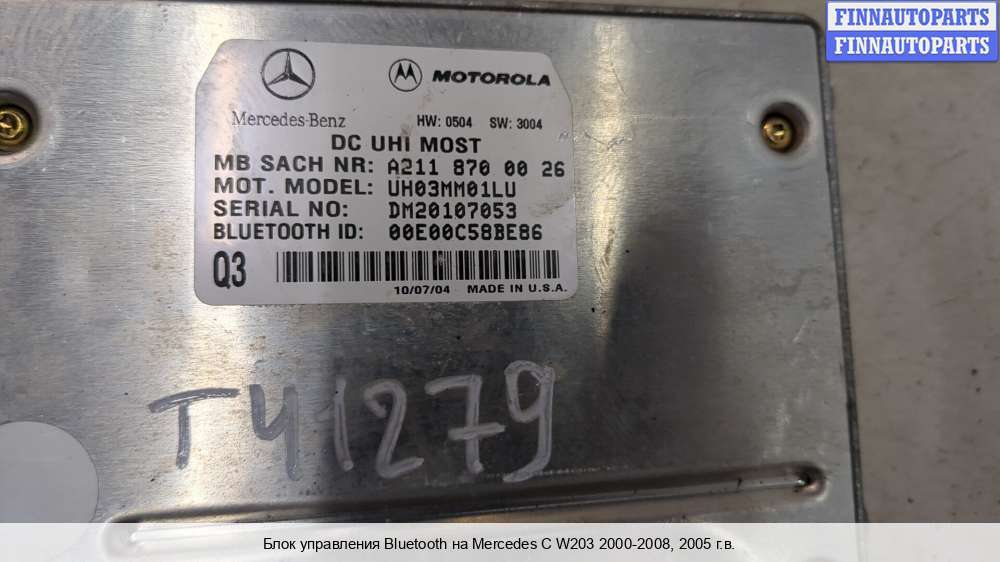 FINNAUTOPARTS
FINNAUTOPARTS
MOTOROLA
Mercedes-Benz
HW: 0504 SW: 3004
DC UHI MOST
MB SACH NR: A211 870 00 26
MOT. MODEL: UH03MM01LU
SERIAL NO: DM20107053
BLUETOOTH ID: 00E00C58BE86
Q3
10/07/04 MADE IN U.S.A.
T41279
Блок управления Bluetooth на Mercedes C W203 2000-2008, 2005 г.в.